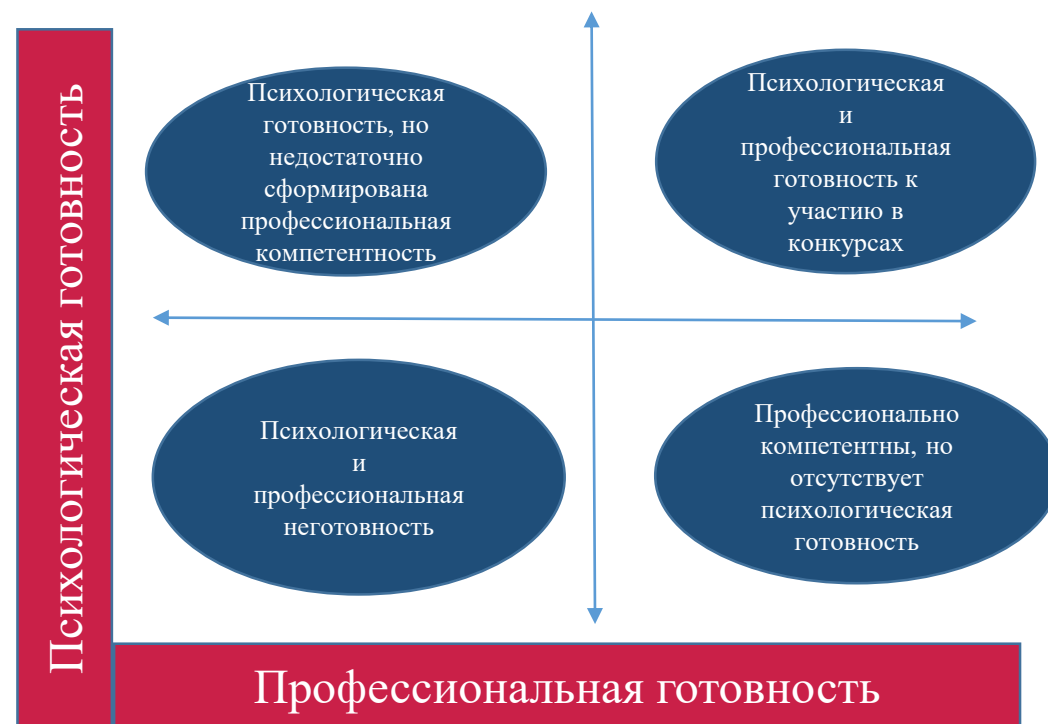 Психологическая готовность
Психологическая
готовность, но
недостаточно
сформирована
профессиональная
компетентность
Психологическая
и
профессиональная
готовность к
участию в
конкурсах
Психологическая
и
профессиональная
неготовность
Профессионально
компетентны, но
отсутствует
психологическая
готовность
Профессиональная готовность